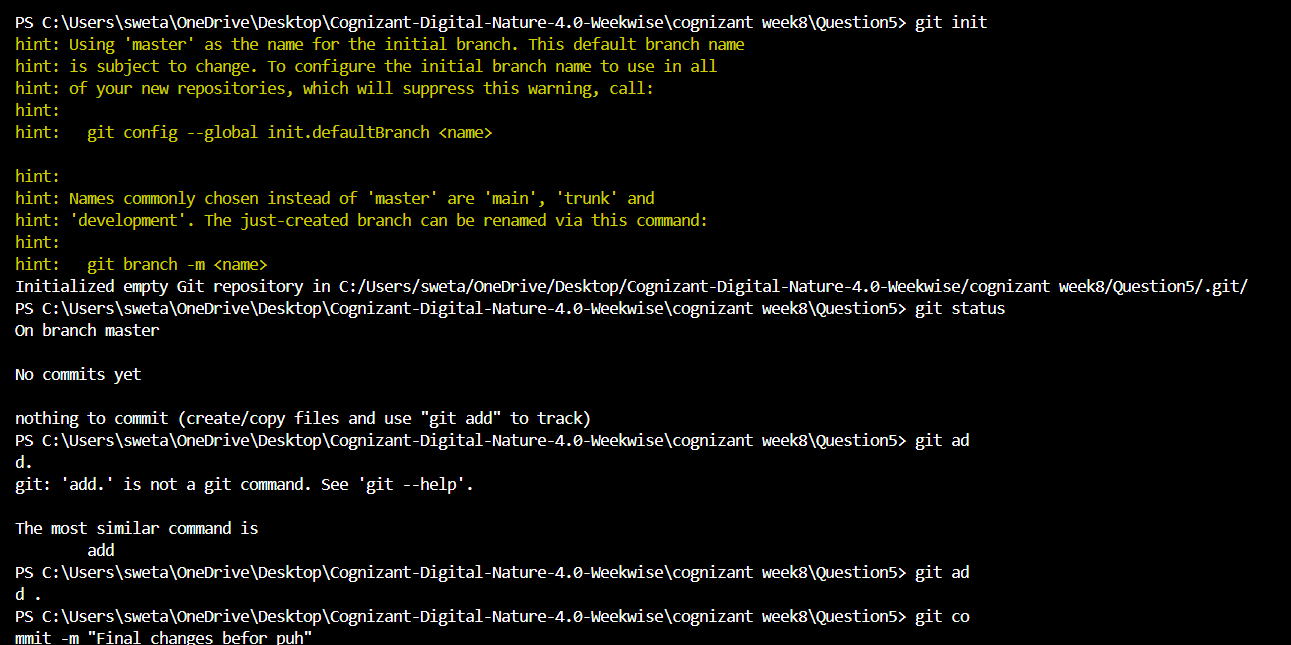 PS C:\Users\sweta\OneDrive\Desktop\Cognizant-Digital-Nature-4.0-Weekwise\cognizant week8\Question5> git init
hint: Using 'master' as the name for the initial branch. This default branch name
hint: is subject to change. To configure the initial branch name to use in all
hint: of your new repositories, which will suppress this warning, call:
hint:
hint:   git config --global init.defaultBranch <name>
hint:
hint: Names commonly chosen instead of 'master' are 'main', 'trunk' and
hint: 'development'. The just-created branch can be renamed via this command:
hint:
hint:   git branch -m <name>
Initialized empty Git repository in C:/Users/sweta/OneDrive/Desktop/Cognizant-Digital-Nature-4.0-Weekwise/cognizant week8/Question5/.git/
PS C:\Users\sweta\OneDrive\Desktop\Cognizant-Digital-Nature-4.0-Weekwise\cognizant week8\Question5> git status
On branch master
No commits yet
nothing to commit (create/copy files and use "git add" to track)
PS C:\Users\sweta\OneDrive\Desktop\Cognizant-Digital-Nature-4.0-Weekwise\cognizant week8\Question5> git ad
d.
git: 'add.' is not a git command. See 'git --help'.
The most similar command is
        add
PS C:\Users\sweta\OneDrive\Desktop\Cognizant-Digital-Nature-4.0-Weekwise\cognizant week8\Question5> git ad
d .
PS C:\Users\sweta\OneDrive\Desktop\Cognizant-Digital-Nature-4.0-Weekwise\cognizant week8\Question5> git co
mmit -m "Final changes befor puh"